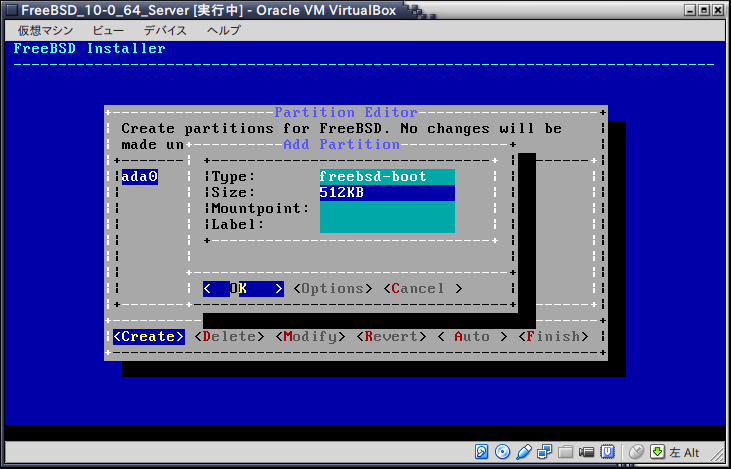 FreeBSD_10-0_64_Server [実行中] - Oracle VM VirtualBox
仮想マシン ビュー デバイス ヘルプ
FreeBSD Installer
Partition Editor
Create partitions for FreeBSD. No changes will be
made un
Add Partition
ada0
Type: freebsd-boot
Size: 512KB
Mountpoint:
Label:
< OK > <Options> <Cancel >
<Create> <Delete> <Modify> <Revert> < Auto > <Finish>
左 Alt